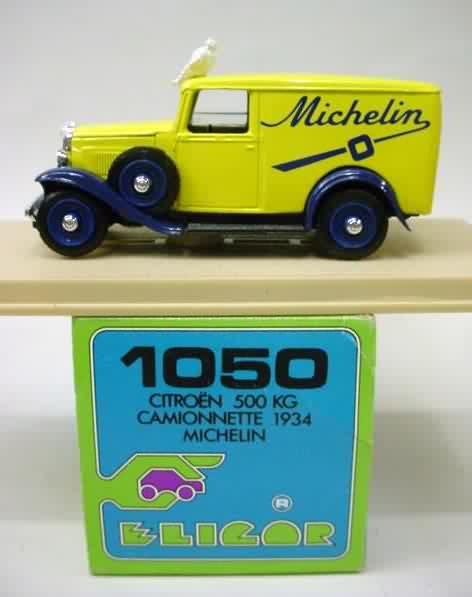 Michelin
1050
CITROËN 500 KG
CAMIONNETTE 1934
MICHELIN
®
ELIGOR